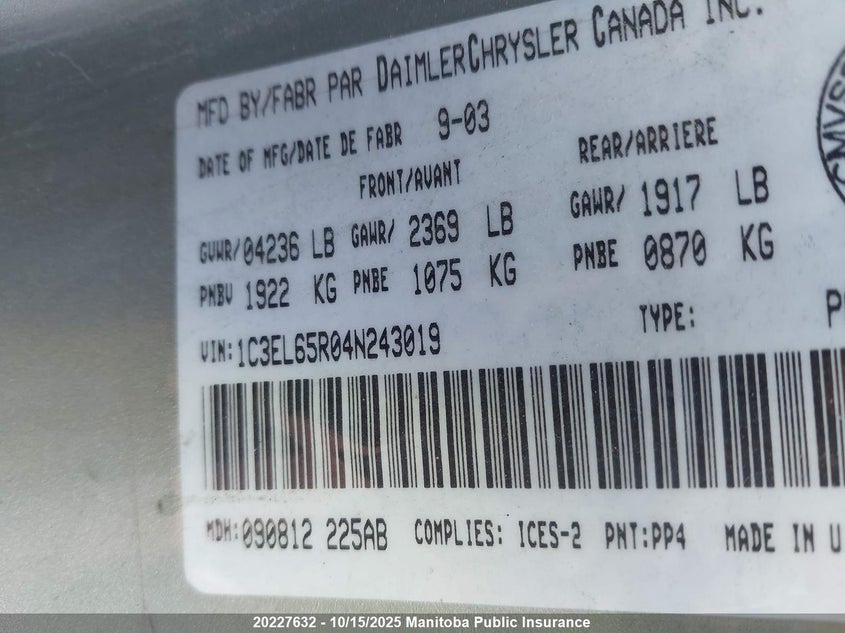 MFD BY/FABR PAR DAIMLERCHRYSLER CANADA INC.
DATE OF MFG/DATE DE FABR 9-03
FRONT/AVANT REAR/ARRIERE
GVWR/04236 LB GAWR/ 2369 LB GAWR/ 1917 LB
PNBV 1922 KG PNBE 1075 KG PNBE 0870 KG
VIN:1C3EL65R04N243019 TYPE:
MDH:090812 225AB COMPLIES: ICES-2 PNT:PP4 MADE IN U
20227632 - 10/15/2025 Manitoba Public Insurance